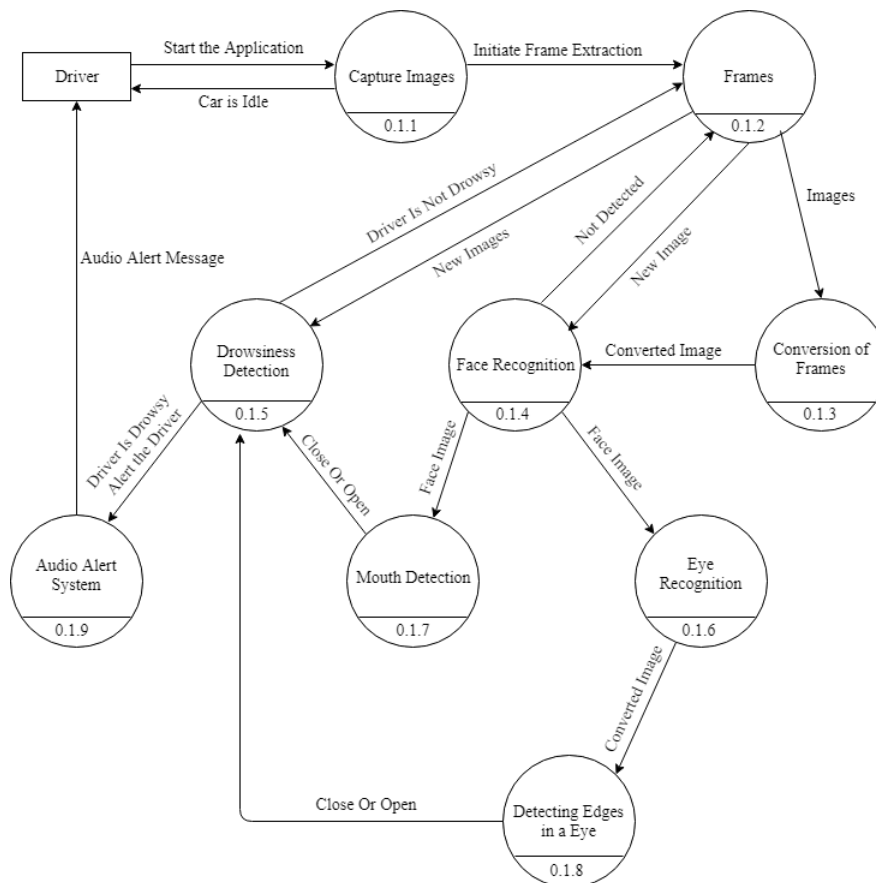 Start the Application
Initiate Frame Extraction
Driver
Capture Images
Frames
Car is Idle
0.1.1
0.1.2
Driver Is Not Drowsy
New Images
Not Detected
New Image
Images
Audio Alert Message
Drowsiness
Detection
0.1.5
Face Recognition
0.1.4
Converted Image
Conversion of
Frames
0.1.3
Driver Is Drowsy
Alert the Driver
Close Or Open
Face Image
Face Image
Audio Alert
System
0.1.9
Mouth Detection
0.1.7
Eye
Recognition
0.1.6
Converted Image
Close Or Open
Detecting Edges
in a Eye
0.1.8